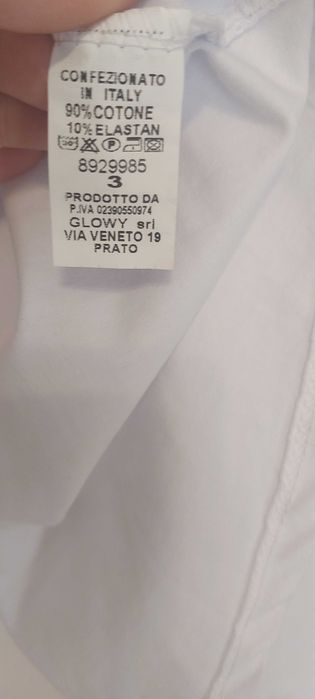 CONFEZIONATO
IN ITALY
90% COTONE
10% ELASTAN
30° P
8929985
3
PRODOTTO DA
P.IVA 02390550974
GLOWY srl
VIA VENETO 19
PRATO